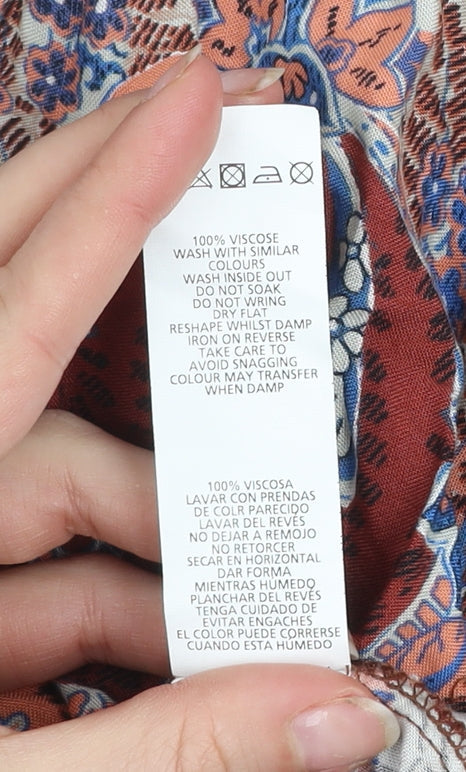 100% VISCOSE
WASH WITH SIMILAR
COLOURS
WASH INSIDE OUT
DO NOT SOAK
DO NOT WRING
DRY FLAT
RESHAPE WHILST DAMP
IRON ON REVERSE
TAKE CARE TO
AVOID SNAGGING
COLOUR MAY TRANSFER
WHEN DAMP
100% VISCOSA
LAVAR CON PRENDAS
DE COLR PARECIDO
LAVAR DEL REVÉS
NO DEJAR A REMOJO
NO RETORCER
SECAR EN HORIZONTAL
DAR FORMA
MIENTRAS HÚMEDO
PLANCHAR DEL REVÉS
TENGA CUIDADO DE
EVITAR ENGACHES
EL COLOR PUEDE CORRERSE
CUANDO ESTA HÚMEDO